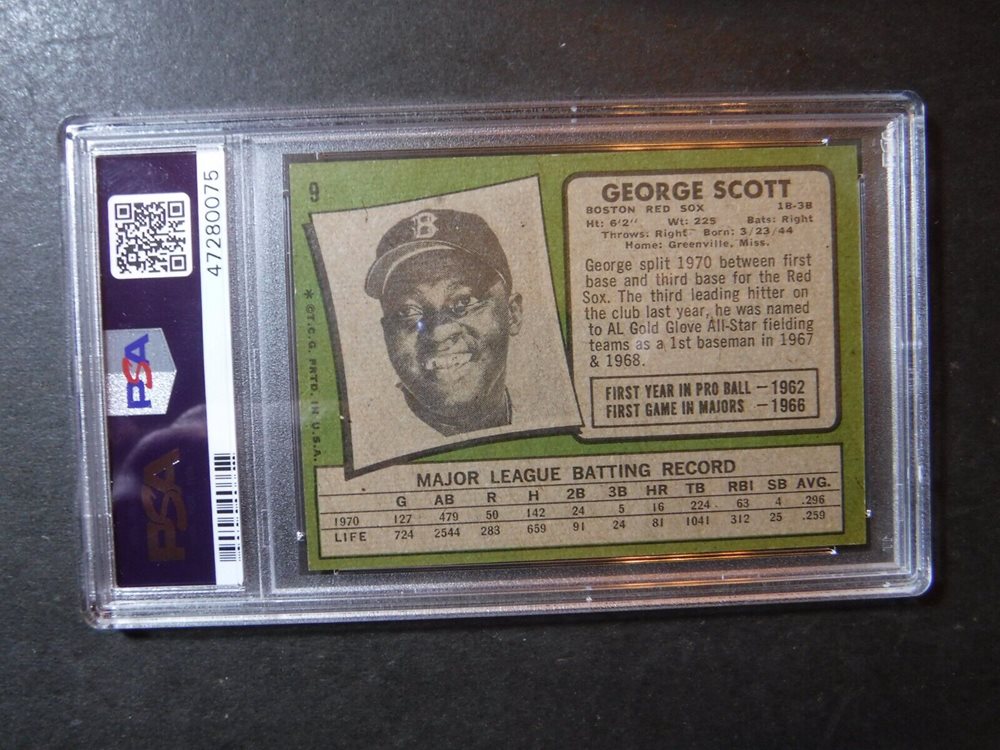 47280075
PSA
PSA
9
B
* ©T.C.G. PRTD. IN U.S.A.
GEORGE SCOTT
BOSTON RED SOX 1B-3B
Ht: 6'2" Wt: 225 Bats: Right
Throws: Right Born: 3/23/44
Home: Greenville, Miss.
George split 1970 between first
base and third base for the Red
Sox. The third leading hitter on
the club last year, he was named
to AL Gold Glove All-Star fielding
teams as a 1st baseman in 1967
& 1968.
FIRST YEAR IN PRO BALL — 1962
FIRST GAME IN MAJORS — 1966
MAJOR LEAGUE BATTING RECORD
G AB R H 2B 3B HR TB RBI SB AVG.
1970 127 479 50 142 24 5 16 224 63 4 .296
LIFE 724 2544 283 659 91 24 81 1041 312 25 .259